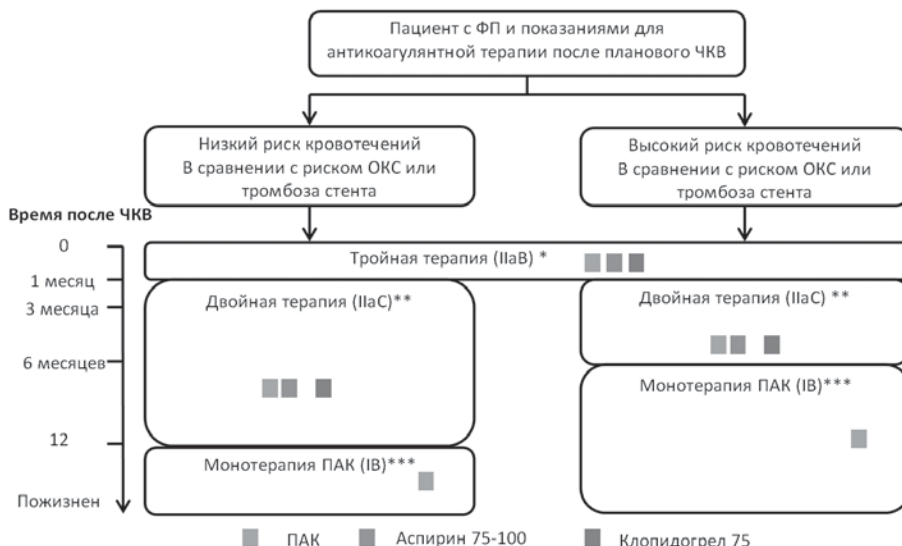 Пациент с ФП и показаниями для
антикоагулянтной терапии после планового ЧКВ
Низкий риск кровотечений
В сравнении с риском ОКС или
тромбоза стента
Высокий риск кровотечений
В сравнении с риском ОКС или
тромбоза стента
Время после ЧКВ
0
Тройная терапия (IIaB) *
1 месяц
3 месяца
Двойная терапия (IIaC)**
Двойная терапия (IIaC) **
6 месяцев
Монотерапия ПАК (IB)***
12
Монотерапия ПАК (IB)***
Пожизнен
ПАК
Аспирин 75-100
Клопидогрел 75